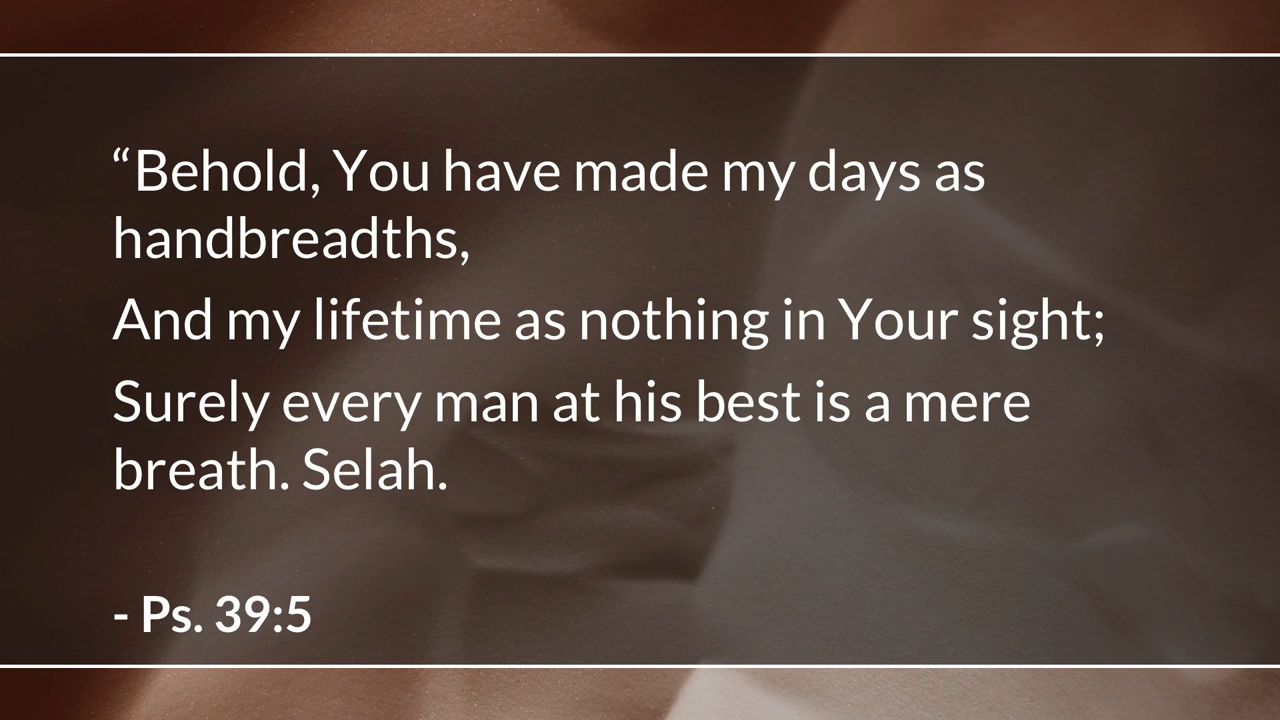 “Behold, You have made my days as
handbreadths,
And my lifetime as nothing in Your sight;
Surely every man at his best is a mere
breath. Selah.
- Ps. 39:5